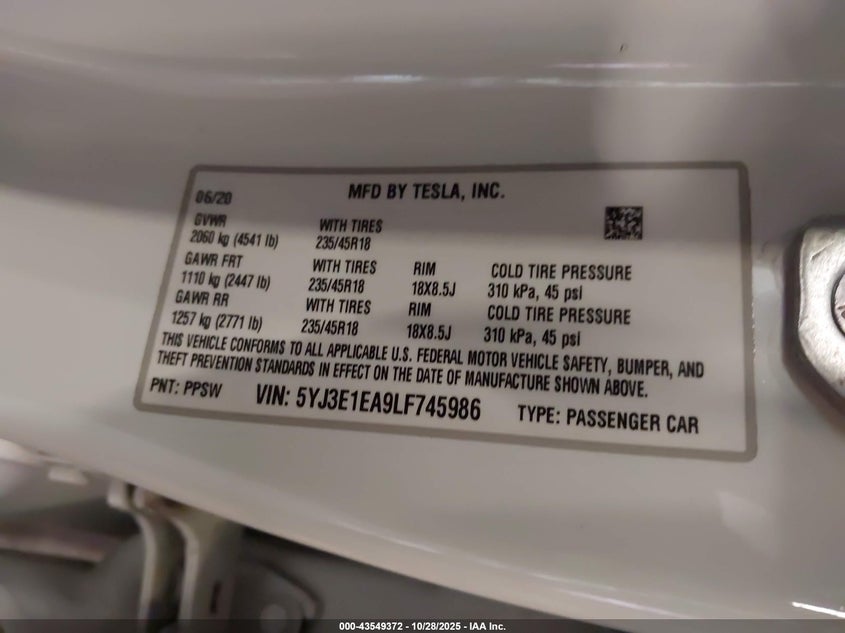 06/20 MFD BY TESLA, INC.
GVWR WITH TIRES
2060 kg (4541 lb) 235/45R18
GAWR FRT WITH TIRES RIM COLD TIRE PRESSURE
1110 kg (2447 lb) 235/45R18 18X8.5J 310 kPa, 45 psi
GAWR RR WITH TIRES RIM COLD TIRE PRESSURE
1257 kg (2771 lb) 235/45R18 18X8.5J 310 kPa, 45 psi
THIS VEHICLE CONFORMS TO ALL APPLICABLE U.S. FEDERAL MOTOR VEHICLE SAFETY, BUMPER, AND
THEFT PREVENTION STANDARDS IN EFFECT ON THE DATE OF MANUFACTURE SHOWN ABOVE.
PNT: PPSW VIN: 5YJ3E1EA9LF745986 TYPE: PASSENGER CAR
000-43549372 - 10/28/2025 - IAA Inc.